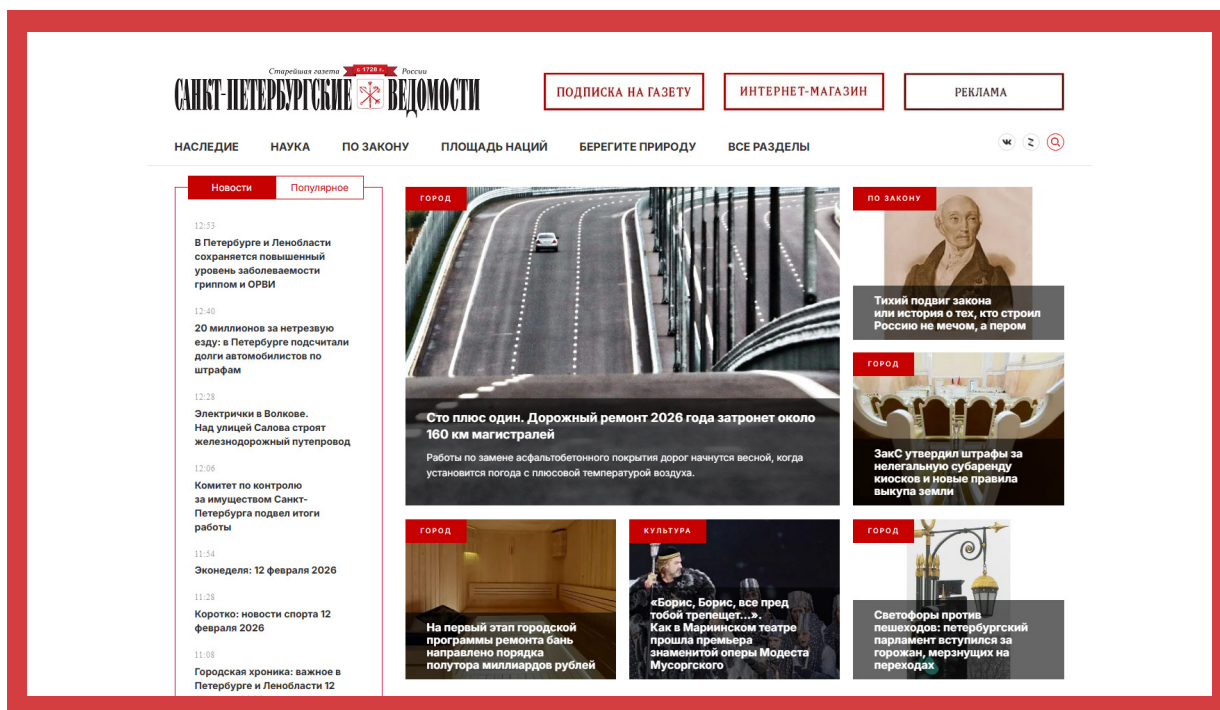 Старейшая газета с 1728 г. России
САНКТ-ПЕТЕРБУРГСКИЕ ВЕДОМОСТИ
ПОДПИСКА НА ГАЗЕТУ
ИНТЕРНЕТ-МАГАЗИН
РЕКЛАМА
НАСЛЕДИЕ
НАУКА
ПО ЗАКОНУ
ПЛОЩАДЬ НАЦИЙ
БЕРЕГИТЕ ПРИРОДУ
ВСЕ РАЗДЕЛЫ
Новости
Популярное
12:53
В Петербурге и Ленобласти
сохраняется повышенный
уровень заболеваемости
гриппом и ОРВИ
12:40
20 миллионов за нетрезвую
езду: в Петербурге подсчитали
долги автомобилистов по
штрафам
12:28
Электрички в Волкове.
Над улицей Салова строят
железнодорожный путепровод
12:06
Комитет по контролю
за имуществом Санкт-
Петербурга подвел итоги
работы
11:54
Эконеделя: 12 февраля 2026
11:28
Коротко: новости спорта 12
февраля 2026
11:08
Городская хроника: важное в
Петербурге и Ленобласти 12
ГОРОД
Сто плюс один. Дорожный ремонт 2026 года затронет около
160 км магистралей
Работы по замене асфальтобетонного покрытия дорог начнутся весной, когда
установится погода с плюсовой температурой воздуха.
ПО ЗАКОНУ
Тихий подвиг закона
или история о тех, кто строил
Россию не мечом, а пером
ГОРОД
ЗакС утвердил штрафы за
нелегальную субаренду
киосков и новые правила
выкупа земли
ГОРОД
На первый этап городской
программы ремонта бань
направлено порядка
полутора миллиардов рублей
КУЛЬТУРА
«Борис, Борис, все пред
тобой трепещет...».
Как в Мариинском театре
прошла премьера
знаменитой оперы Модеста
Мусоргского
ГОРОД
Светофоры против
пешеходов: петербургский
парламент вступился за
горожан, мерзнущих на
переходах